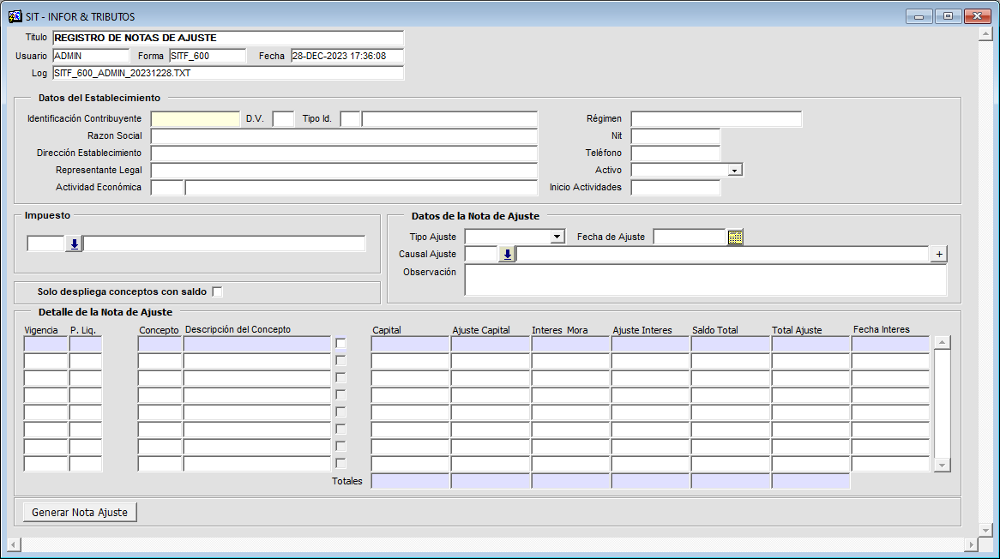 SIT - INFOR & TRIBUTOS
Titulo REGISTRO DE NOTAS DE AJUSTE
Usuario ADMIN Forma SITF_600 Fecha 28-DEC-2023 17:36:08
Log SITF_600_ADMIN_20231228.TXT
Datos del Establecimiento
Identificación Contribuyente D.V. Tipo Id. Régimen
Razon Social Nit
Dirección Establecimiento Teléfono
Representante Legal Activo
Actividad Económica Inicio Actividades
Impuesto
Datos de la Nota de Ajuste
Tipo Ajuste Fecha de Ajuste
Causal Ajuste +
Observación
Solo despliega conceptos con saldo
Detalle de la Nota de Ajuste
Vigencia P. Liq. Concepto Descripción del Concepto Capital Ajuste Capital Interes Mora Ajuste Interes Saldo Total Total Ajuste Fecha Interes
Totales
Generar Nota Ajuste